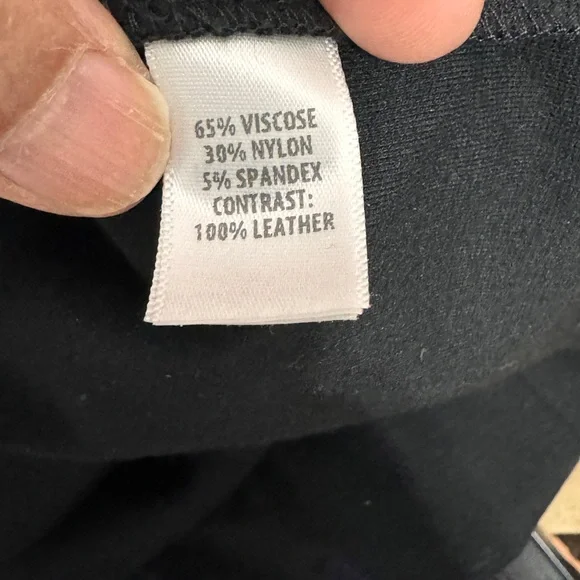 65% VISCOSE
30% NYLON
5% SPANDEX
CONTRAST:
100% LEATHER